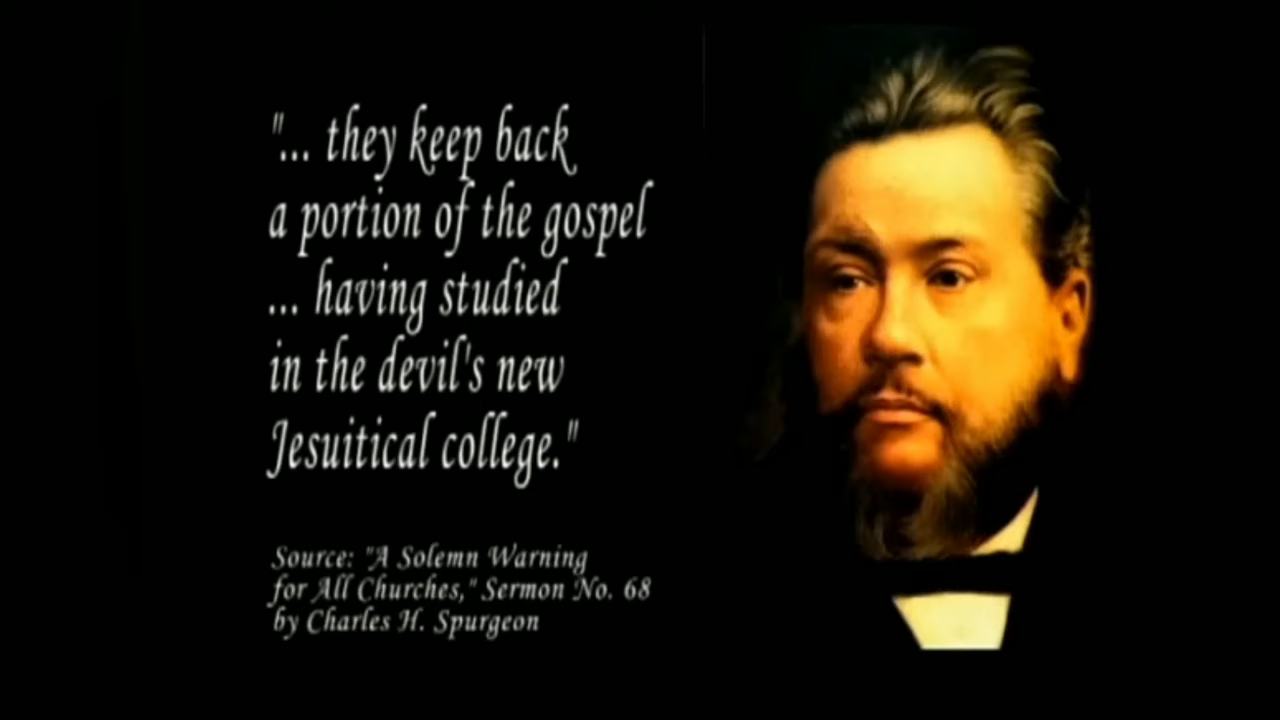 "... they keep back
a portion of the gospel
... having studied
in the devil's new
Jesuitical college."
Source: "A Solemn Warning
for All Churches," Sermon No. 68
by Charles H. Spurgeon